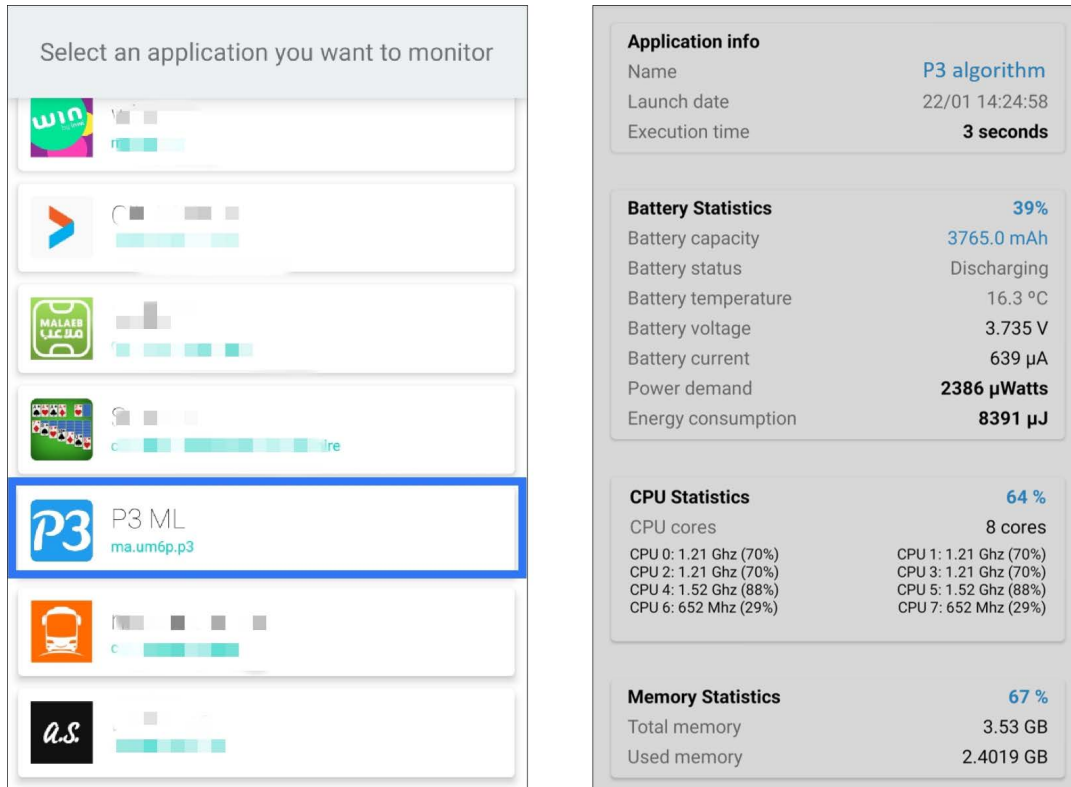 Select an application you want to monitor
win
MALAEB
ملاعب
ire
P3
P3 ML
ma.um6p.p3
a.s.
Application info
Name P3 algorithm
Launch date 22/01 14:24:58
Execution time 3 seconds
Battery Statistics 39%
Battery capacity 3765.0 mAh
Battery status Discharging
Battery temperature 16.3 ºC
Battery voltage 3.735 V
Battery current 639 µA
Power demand 2386 µWatts
Energy consumption 8391 µJ
CPU Statistics 64 %
CPU cores 8 cores
CPU 0: 1.21 Ghz (70%) CPU 1: 1.21 Ghz (70%)
CPU 2: 1.21 Ghz (70%) CPU 3: 1.21 Ghz (70%)
CPU 4: 1.52 Ghz (88%) CPU 5: 1.52 Ghz (88%)
CPU 6: 652 Mhz (29%) CPU 7: 652 Mhz (29%)
Memory Statistics 67 %
Total memory 3.53 GB
Used memory 2.4019 GB